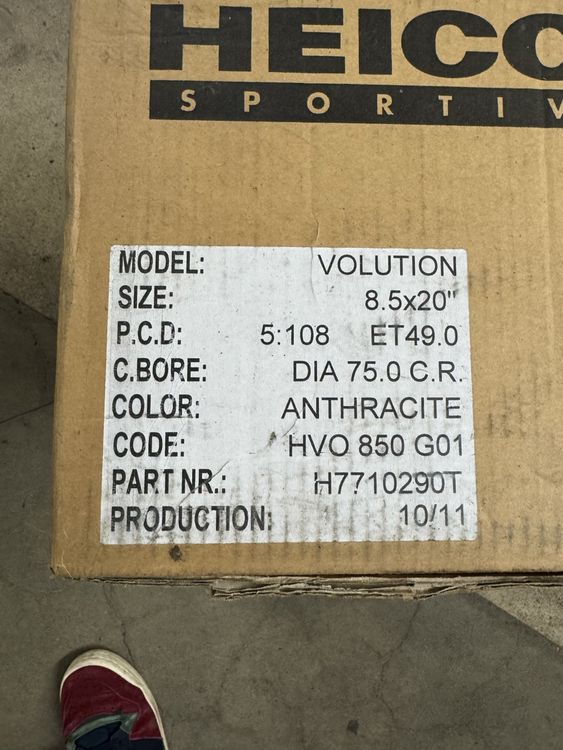 HEICO
SPORTIV
MODEL: VOLUTION
SIZE: 8.5x20"
P.C.D: 5:108 ET49.0
C.BORE: DIA 75.0 C.R.
COLOR: ANTHRACITE
CODE: HVO 850 G01
PART NR.: H7710290T
PRODUCTION: 10/11